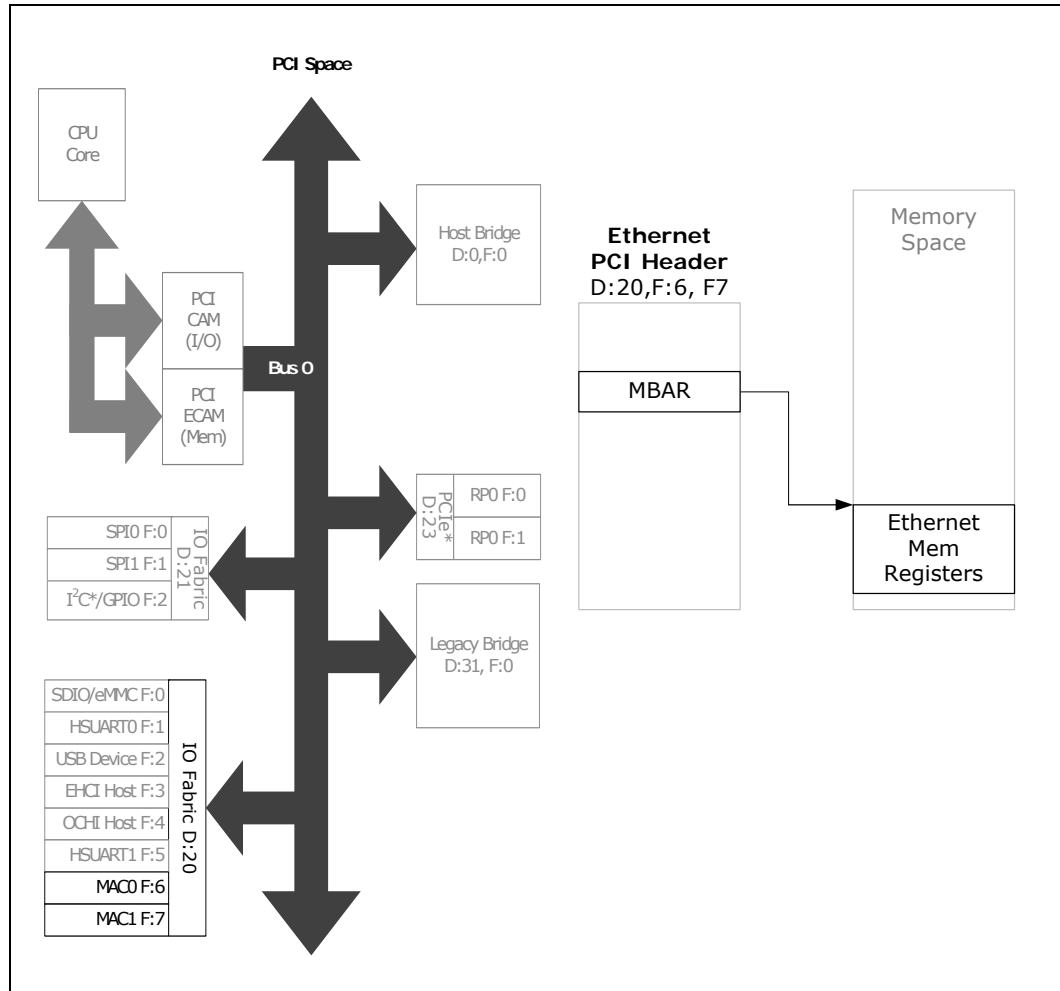 PCI Space
CPU
Core
Host Bridge
D:0,F:0
PCI
CAM
(I/O)
Bus 0
PCI
ECAM
(Mem)
Ethernet
PCI Header
D:20,F:6, F7
MBAR
Memory
Space
Ethernet
Mem
Registers
PCIe*
D:23
RP0 F:0
RP0 F:1
SPI0 F:0
SPI1 F:1
I²C*/GPIO F:2
IO Fabric
D:21
Legacy Bridge
D:31, F:0
SDIO/eMMC F:0
HSUART0 F:1
USB Device F:2
EHCI Host F:3
OCHI Host F:4
HSUART1 F:5
MAC0 F:6
MAC1 F:7
IO Fabric D:20